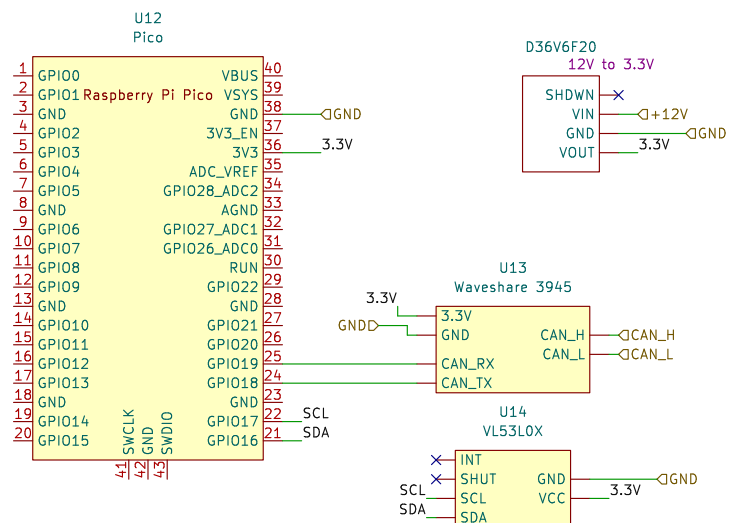 U12
Pico
1 GPIO0 VBUS 40
2 GPIO1 Raspberry Pi Pico VSYS 39
3 GND GND 38 GND
4 GPIO2 3V3_EN 37
5 GPIO3 3V3 36 3.3V
6 GPIO4 ADC_VREF 35
7 GPIO5 GPIO28_ADC2 34
8 GND AGND 33
9 GPIO6 GPIO27_ADC1 32
10 GPIO7 GPIO26_ADC0 31
11 GPIO8 RUN 30
12 GPIO9 GPIO22 29
13 GND GND 28
14 GPIO10 GPIO21 27
15 GPIO11 GPIO20 26
16 GPIO12 GPIO19 25
17 GPIO13 GPIO18 24
18 GND GND 23
19 GPIO14 GPIO17 22 SCL
20 GPIO15 GPIO16 21 SDA
SWCLK GND SWDIO
41 42 43
D36V6F20
12V to 3.3V
SHDWN
VIN +12V
GND GND
VOUT 3.3V
U13
Waveshare 3945
3.3V 3.3V
GND GND CAN_H CAN_H
CAN_L CAN_L
CAN_RX
CAN_TX
U14
VL53L0X
INT
SHUT GND GND
SCL SCL VCC 3.3V
SDA SDA